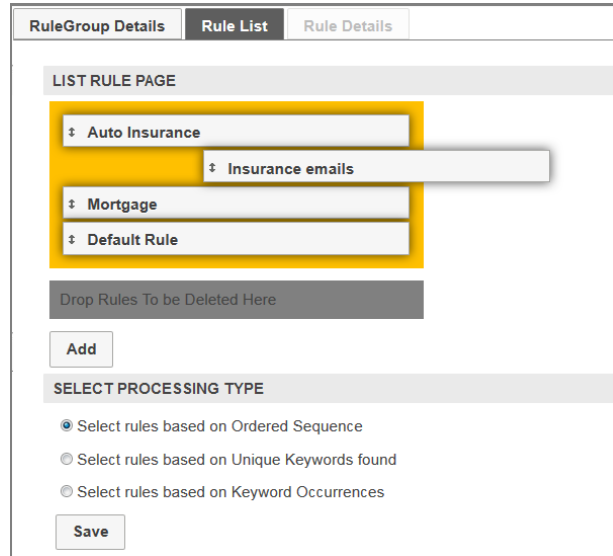 RuleGroup Details Rule List Rule Details
LIST RULE PAGE
Auto Insurance
Insurance emails
Mortgage
Default Rule
Drop Rules To be Deleted Here
Add
SELECT PROCESSING TYPE
Select rules based on Ordered Sequence
Select rules based on Unique Keywords found
Select rules based on Keyword Occurrences
Save